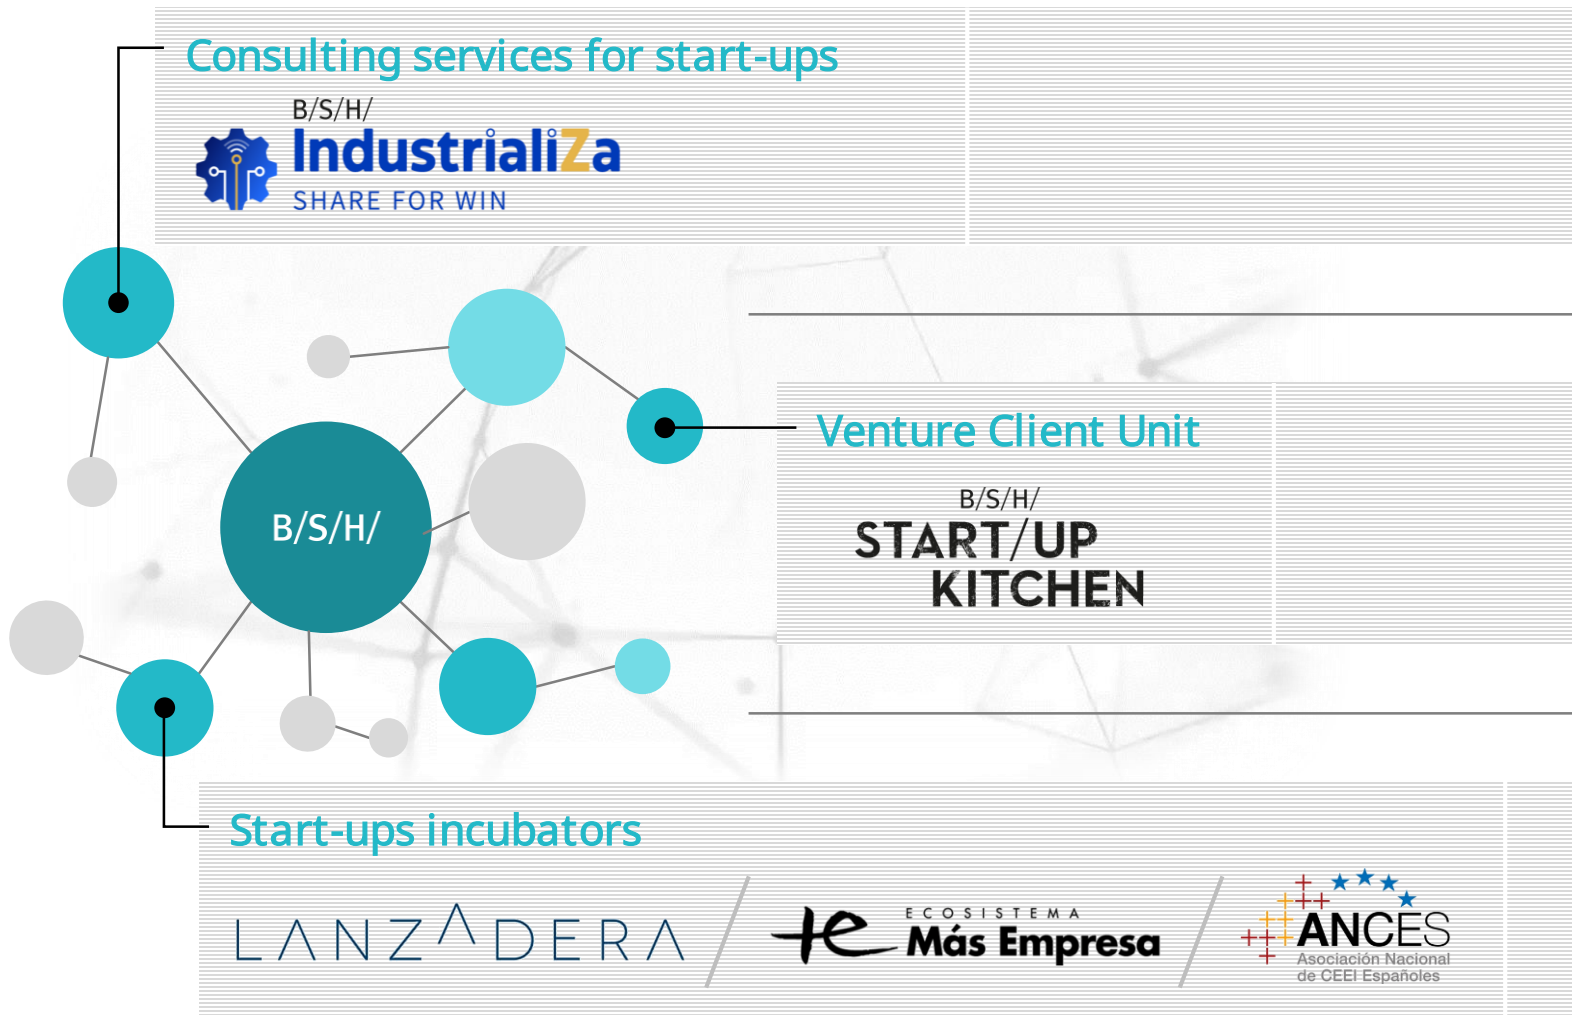 Consulting services for start-ups
B/S/H/
IndustrialiZa
SHARE FOR WIN
B/S/H/
Venture Client Unit
B/S/H/
START/UP
KITCHEN
Start-ups incubators
LANZADERA
ECOSISTEMA
+e Más Empresa
ANCES
Asociación Nacional
de CEEI Españoles